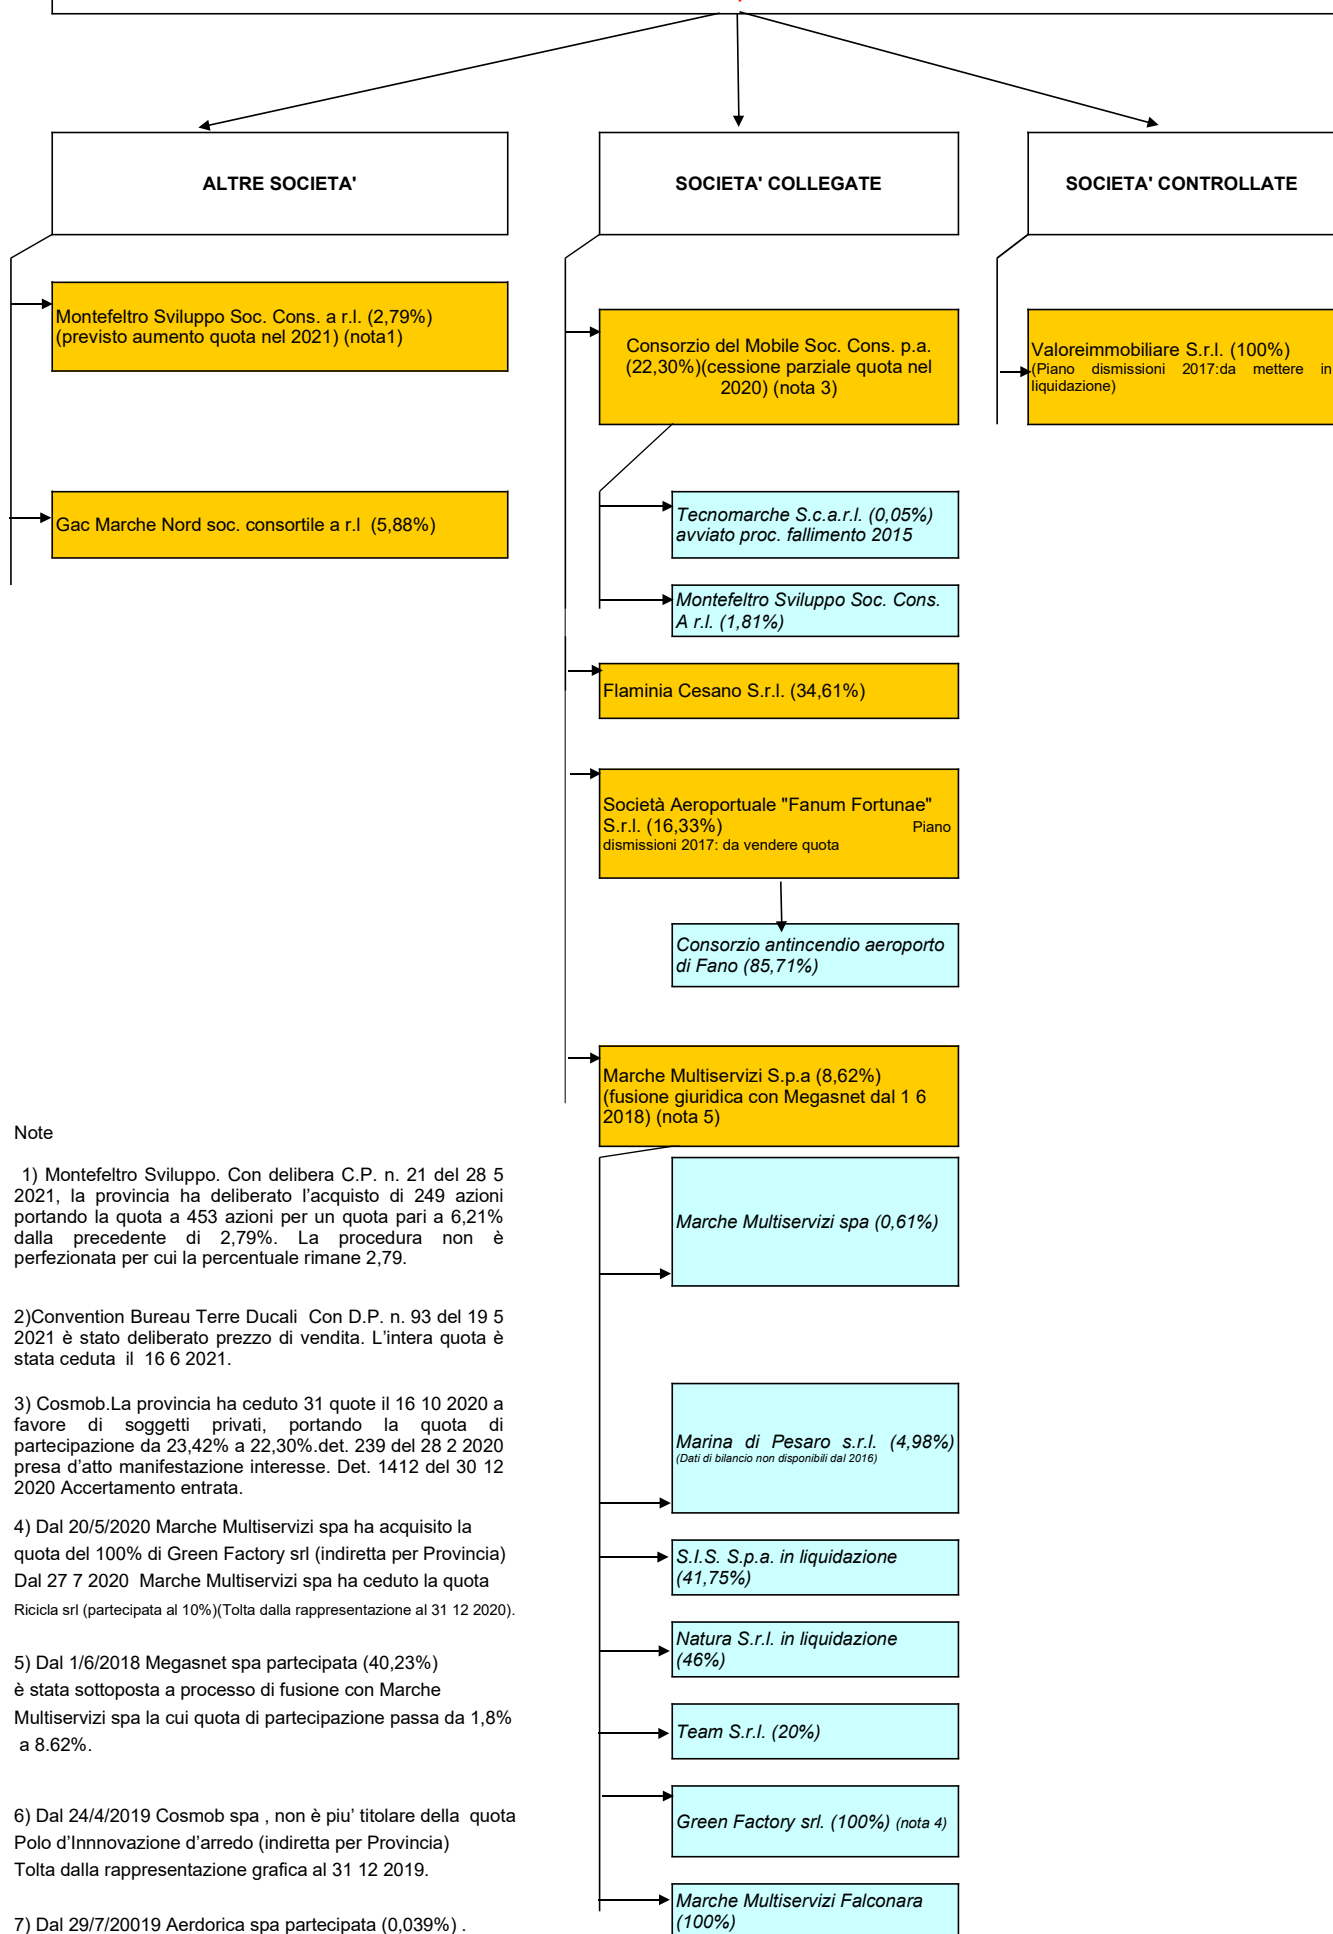 ALTRE SOCIETA'
SOCIETA' COLLEGATE
SOCIETA' CONTROLLATE
Montefeltro Sviluppo Soc. Cons. a r.l. (2,79%)
(previsto aumento quota nel 2021) (nota1)
Gac Marche Nord soc. consortile a r.l  (5,88%)
Consorzio del Mobile Soc. Cons. p.a.
(22,30%)(cessione parziale quota nel
2020) (nota 3)
Valoreimmobiliare S.r.l. (100%)
(Piano dismissioni 2017:da mettere in
liquidazione)
Tecnomarche S.c.a.r.l. (0,05%)
avviato proc. fallimento 2015
Montefeltro Sviluppo Soc. Cons.
A r.l. (1,81%)
Flaminia Cesano S.r.l. (34,61%)
Società Aeroportuale "Fanum Fortunae"
S.r.l. (16,33%) Piano
dismissioni 2017: da vendere quota
Consorzio antincendio aeroporto
di Fano (85,71%)
Marche Multiservizi S.p.a (8,62%)
(fusione giuridica con Megasnet dal 1 6
2018) (nota 5)
Marche Multiservizi spa (0,61%)
Marina di Pesaro s.r.l. (4,98%)
(Dati di bilancio non disponibili dal 2016)
S.I.S. S.p.a. in liquidazione
(41,75%)
Natura S.r.l. in liquidazione
(46%)
Team S.r.l. (20%)
Green Factory srl. (100%) (nota 4)
Marche Multiservizi Falconara
(100%)
Note
1) Montefeltro Sviluppo. Con delibera C.P. n. 21 del 28 5
2021, la provincia ha deliberato l'acquisto di 249 azioni
portando la quota a 453 azioni per un quota pari a 6,21%
dalla precedente di 2,79%. La procedura non è
perfezionata per cui la percentuale rimane 2,79.
2)Convention Bureau Terre Ducali  Con D.P. n. 93 del 19 5
2021 è stato deliberato prezzo di vendita. L'intera quota è
stata ceduta  il  16 6 2021.
3) Cosmob.La provincia ha ceduto 31 quote il 16 10 2020 a
favore di soggetti privati, portando la quota di
partecipazione da 23,42% a 22,30%.det. 239 del 28 2 2020
presa d'atto manifestazione interesse. Det. 1412 del 30 12
2020 Accertamento entrata.
4) Dal 20/5/2020 Marche Multiservizi spa ha acquisito la
quota del 100% di Green Factory srl (indiretta per Provincia)
Dal 27 7 2020  Marche Multiservizi spa ha ceduto la quota
Ricicla srl (partecipata al 10%)(Tolta dalla rappresentazione al 31 12 2020).
5) Dal 1/6/2018 Megasnet spa partecipata (40,23%)
è stata sottoposta a processo di fusione con Marche
Multiservizi spa la cui quota di partecipazione passa da 1,8%
a 8.62%.
6) Dal 24/4/2019 Cosmob spa , non è piu' titolare della  quota
Polo d'Innnovazione d'arredo (indiretta per Provincia)
Tolta dalla rappresentazione grafica al 31 12 2019.
7) Dal 29/7/20019 Aerdorica spa partecipata (0,039%) .